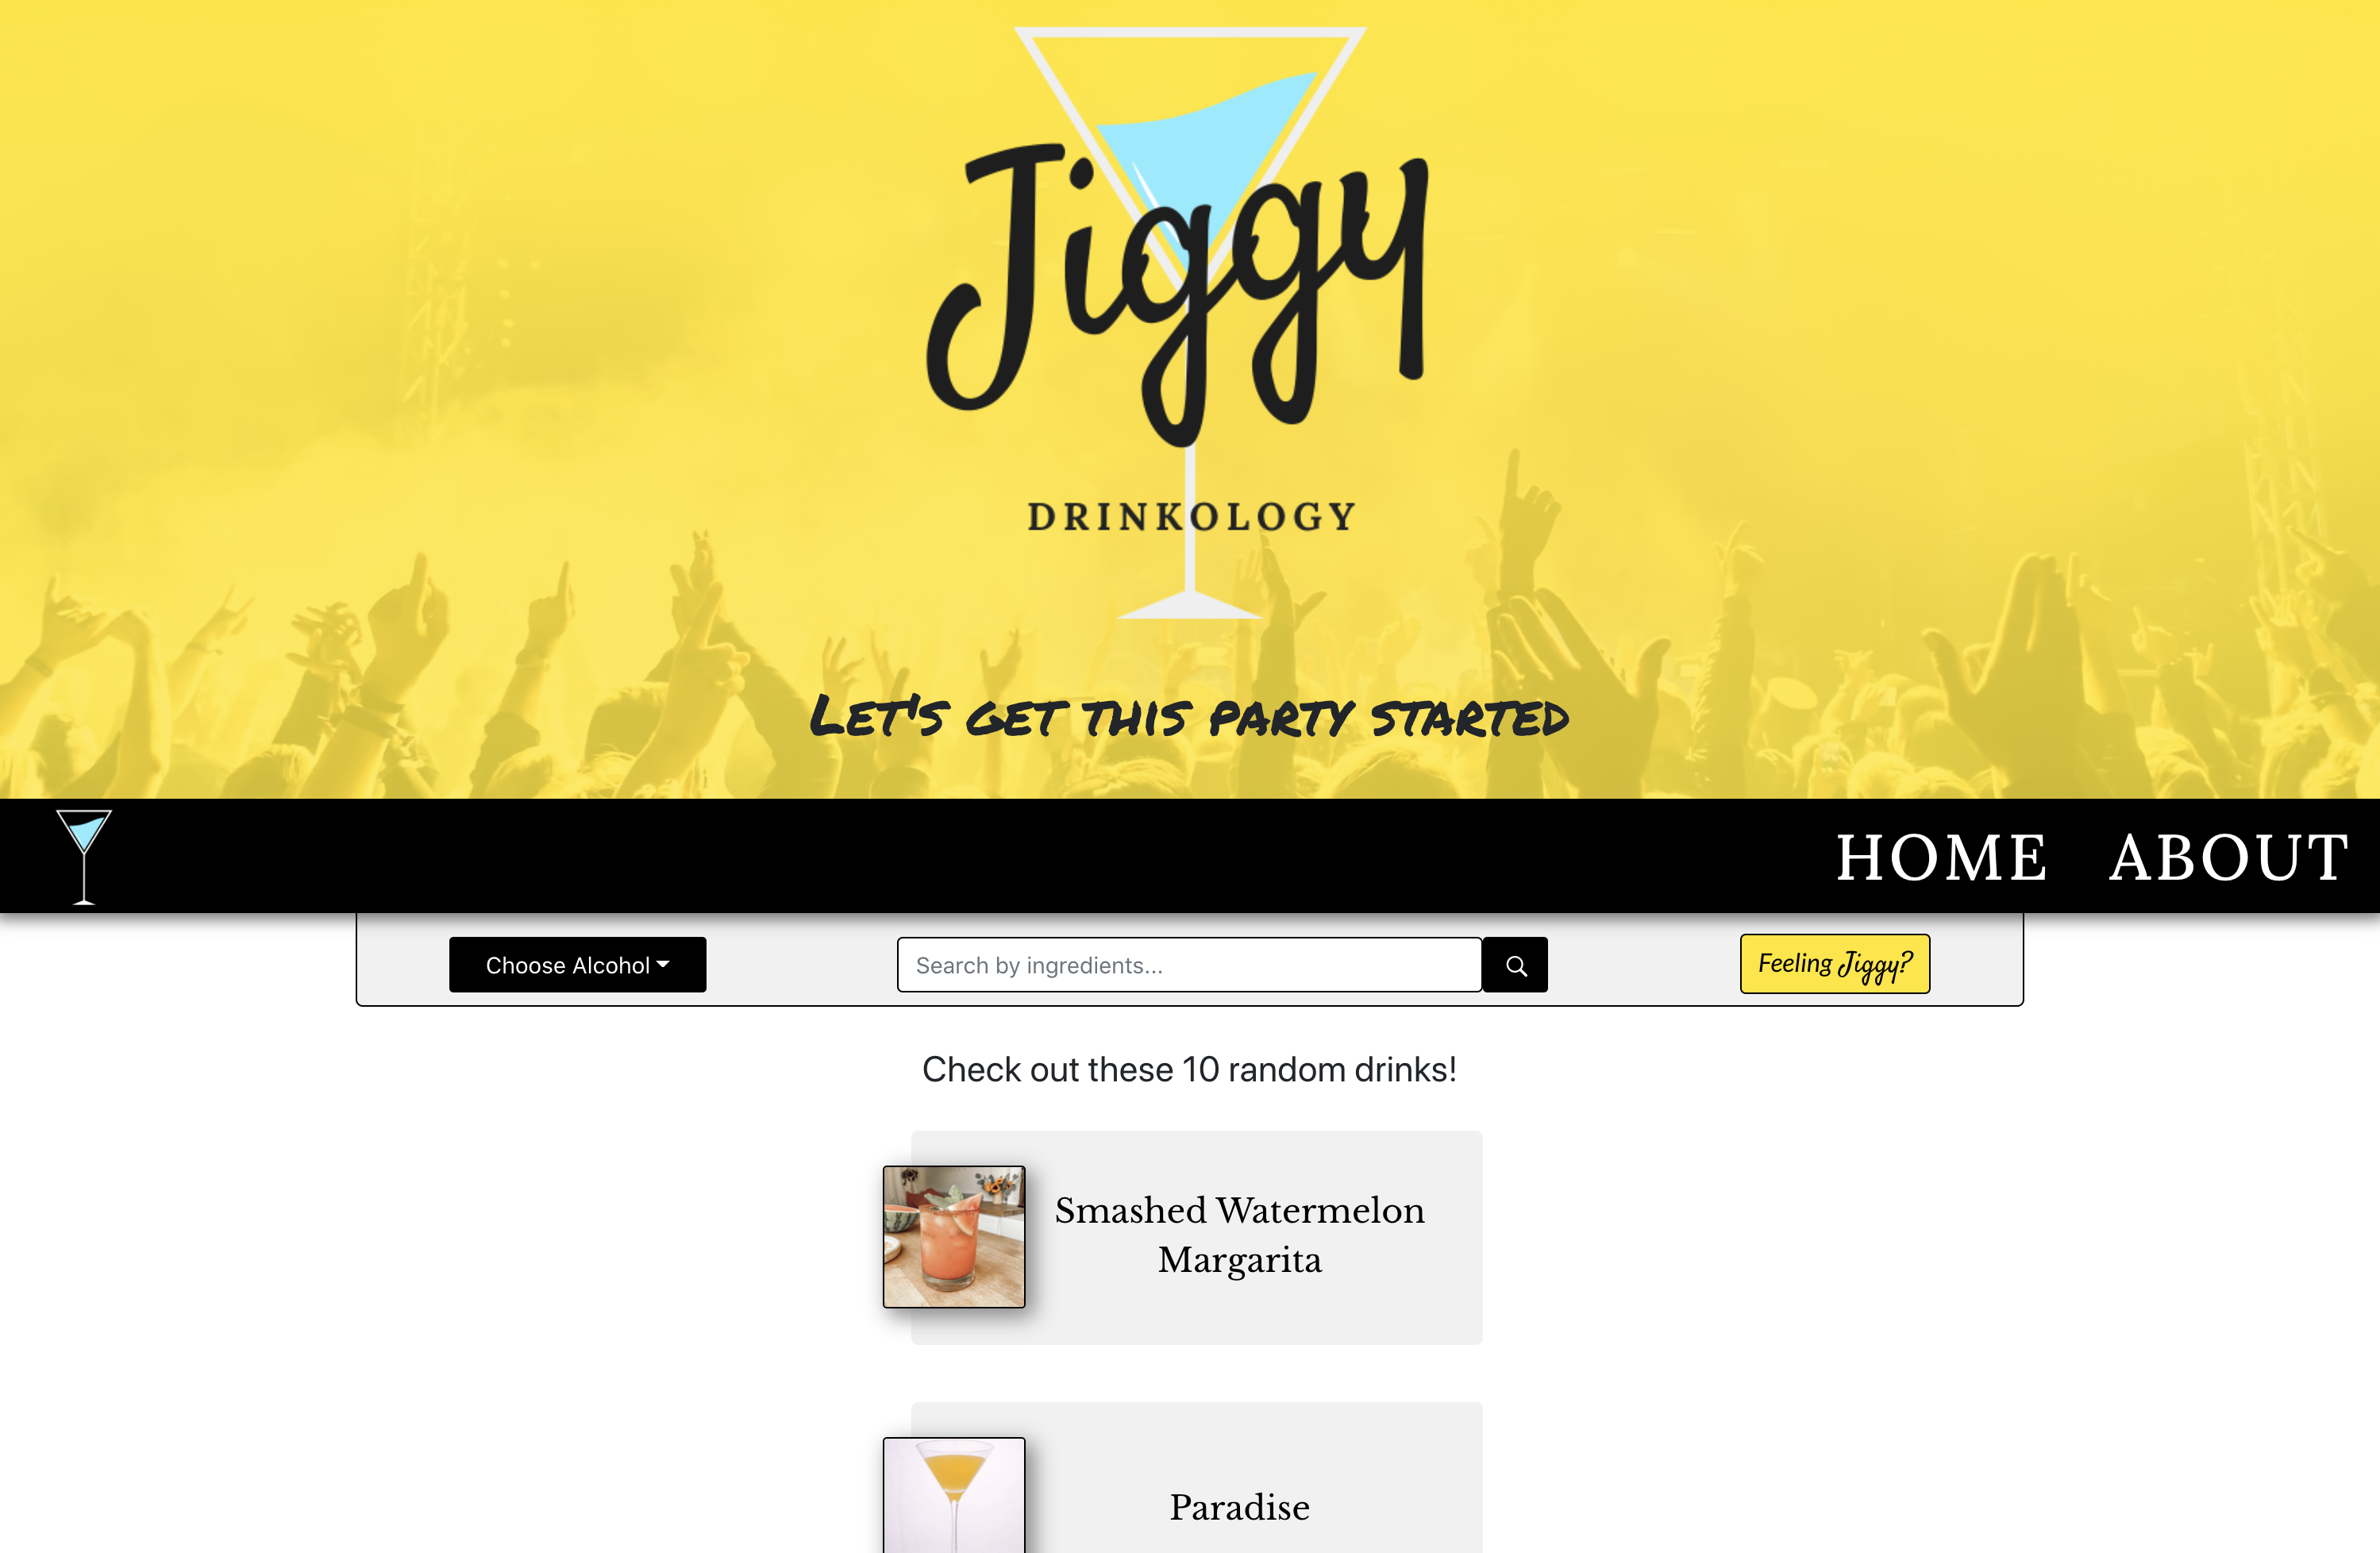 Jiggy
DRINKOLOGY
Let's get this party started
HOME ABOUT
Choose Alcohol
Search by ingredients...
Feeling Jiggy?
Check out these 10 random drinks!
Smashed Watermelon
Margarita
Paradise